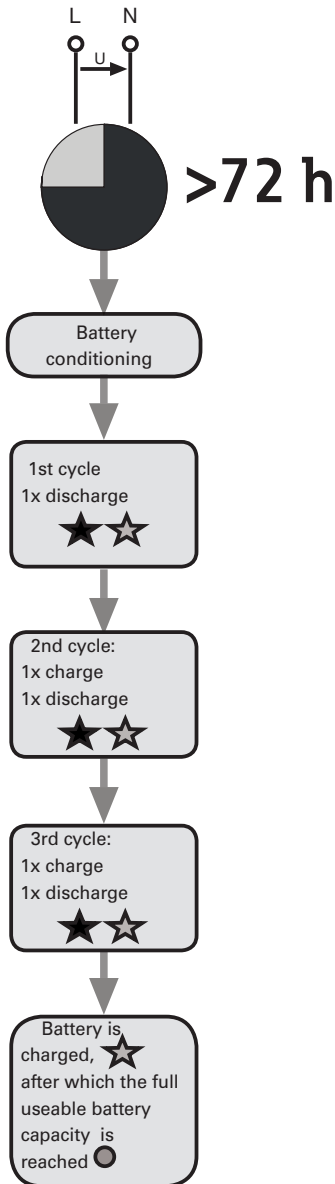 L N
U
>72 h
Battery
conditioning
1st cycle
1x discharge
2nd cycle:
1x charge
1x discharge
3rd cycle:
1x charge
1x discharge
Battery is
charged,
after which the full
useable battery
capacity is
reached